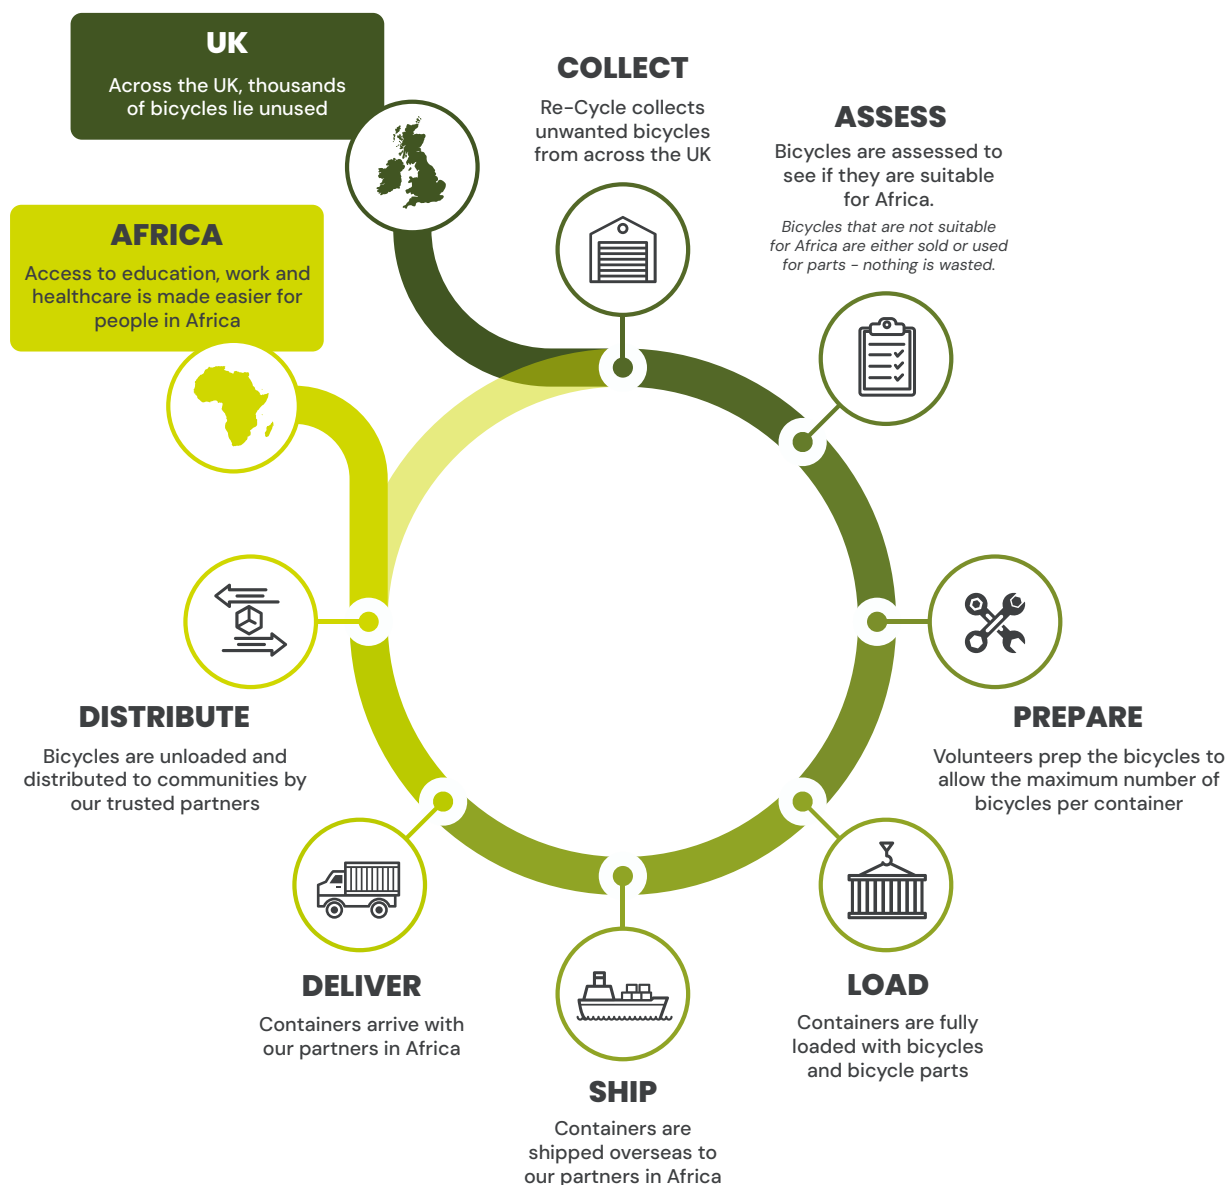 UK
Across the UK, thousands
of bicycles lie unused
COLLECT
Re-Cycle collects
unwanted bicycles
from across the UK
ASSESS
Bicycles are assessed to
see if they are suitable
for Africa.
Bicycles that are not suitable
for Africa are either sold or used
for parts - nothing is wasted.
PREPARE
Volunteers prep the bicycles to
allow the maximum number of
bicycles per container
LOAD
Containers are fully
loaded with bicycles
and bicycle parts
SHIP
Containers are
shipped overseas to
our partners in Africa
DELIVER
Containers arrive with
our partners in Africa
DISTRIBUTE
Bicycles are unloaded and
distributed to communities by
our trusted partners
AFRICA
Access to education, work and
healthcare is made easier for
people in Africa